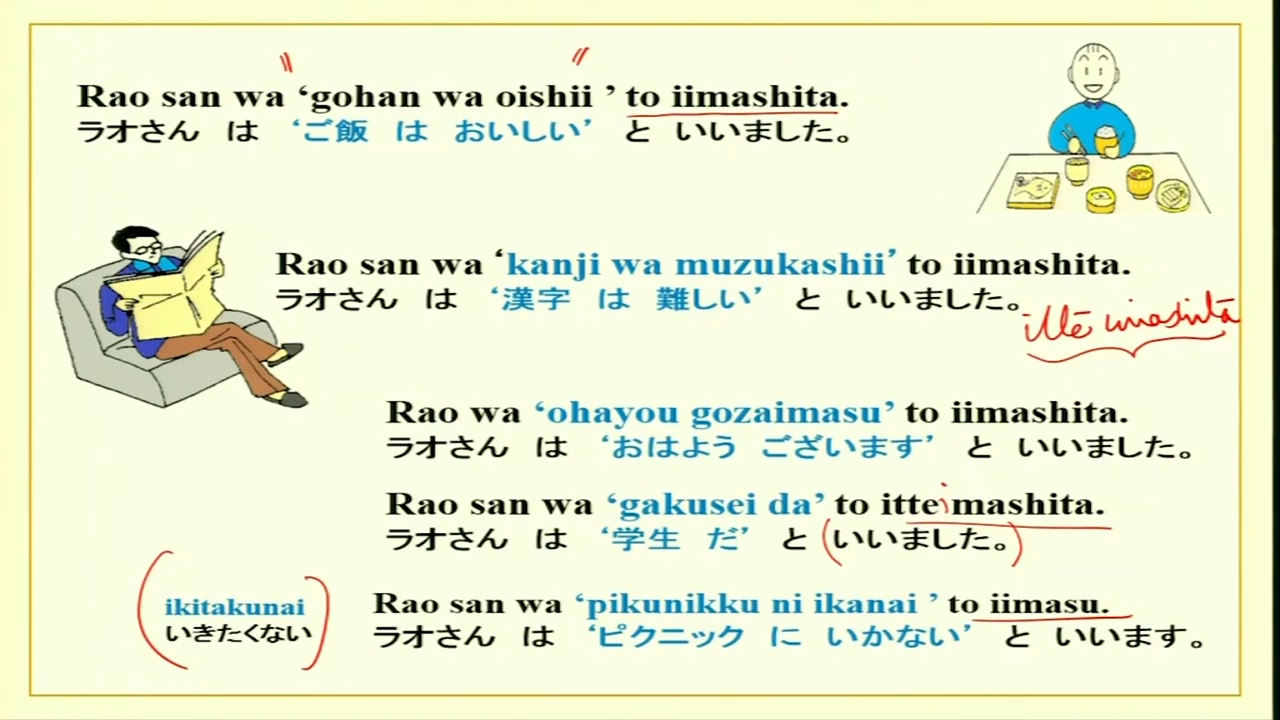 Rao san wa ‘gohan wa oishii ’ to iimashita.
ラオさん は ‘ご飯 は おいしい’ と いいました。
Rao san wa ‘kanji wa muzukashii’ to iimashita.
ラオさん は ‘漢字 は 難しい’ と いいました。
itte imashita
Rao wa ‘ohayou gozaimasu’ to iimashita.
ラオさん は ‘おはよう ございます’ と いいました。
Rao san wa ‘gakusei da’ to itteimashita.
ラオさん は ‘学生 だ’ と (いいました。)
ikitakunai
いきたくない
Rao san wa ‘pikunikku ni ikanai ’ to iimasu.
ラオさん は ‘ピクニック に いかない’ と いいます。